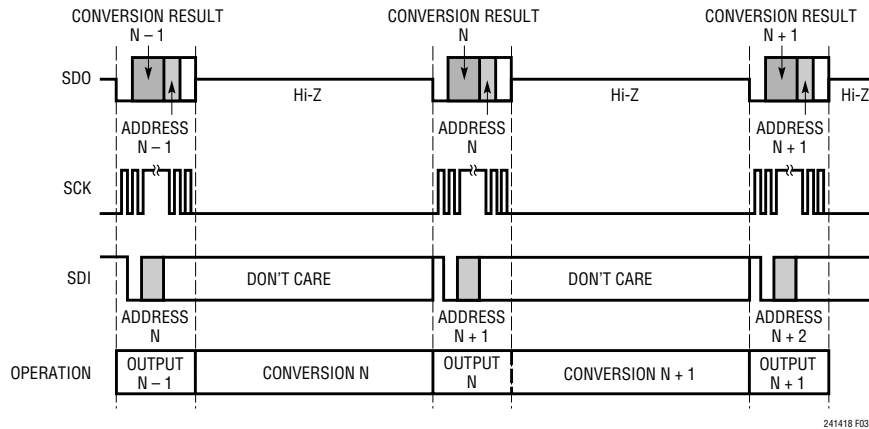 CONVERSION RESULT
N – 1
CONVERSION RESULT
N
CONVERSION RESULT
N + 1
SDO
Hi-Z
Hi-Z
Hi-Z
ADDRESS
N – 1
ADDRESS
N
ADDRESS
N + 1
SCK
SDI
DON'T CARE
DON'T CARE
ADDRESS
N
ADDRESS
N + 1
ADDRESS
N + 2
OPERATION
OUTPUT
N – 1
CONVERSION N
OUTPUT
N
CONVERSION N + 1
OUTPUT
N + 1
241418 F03